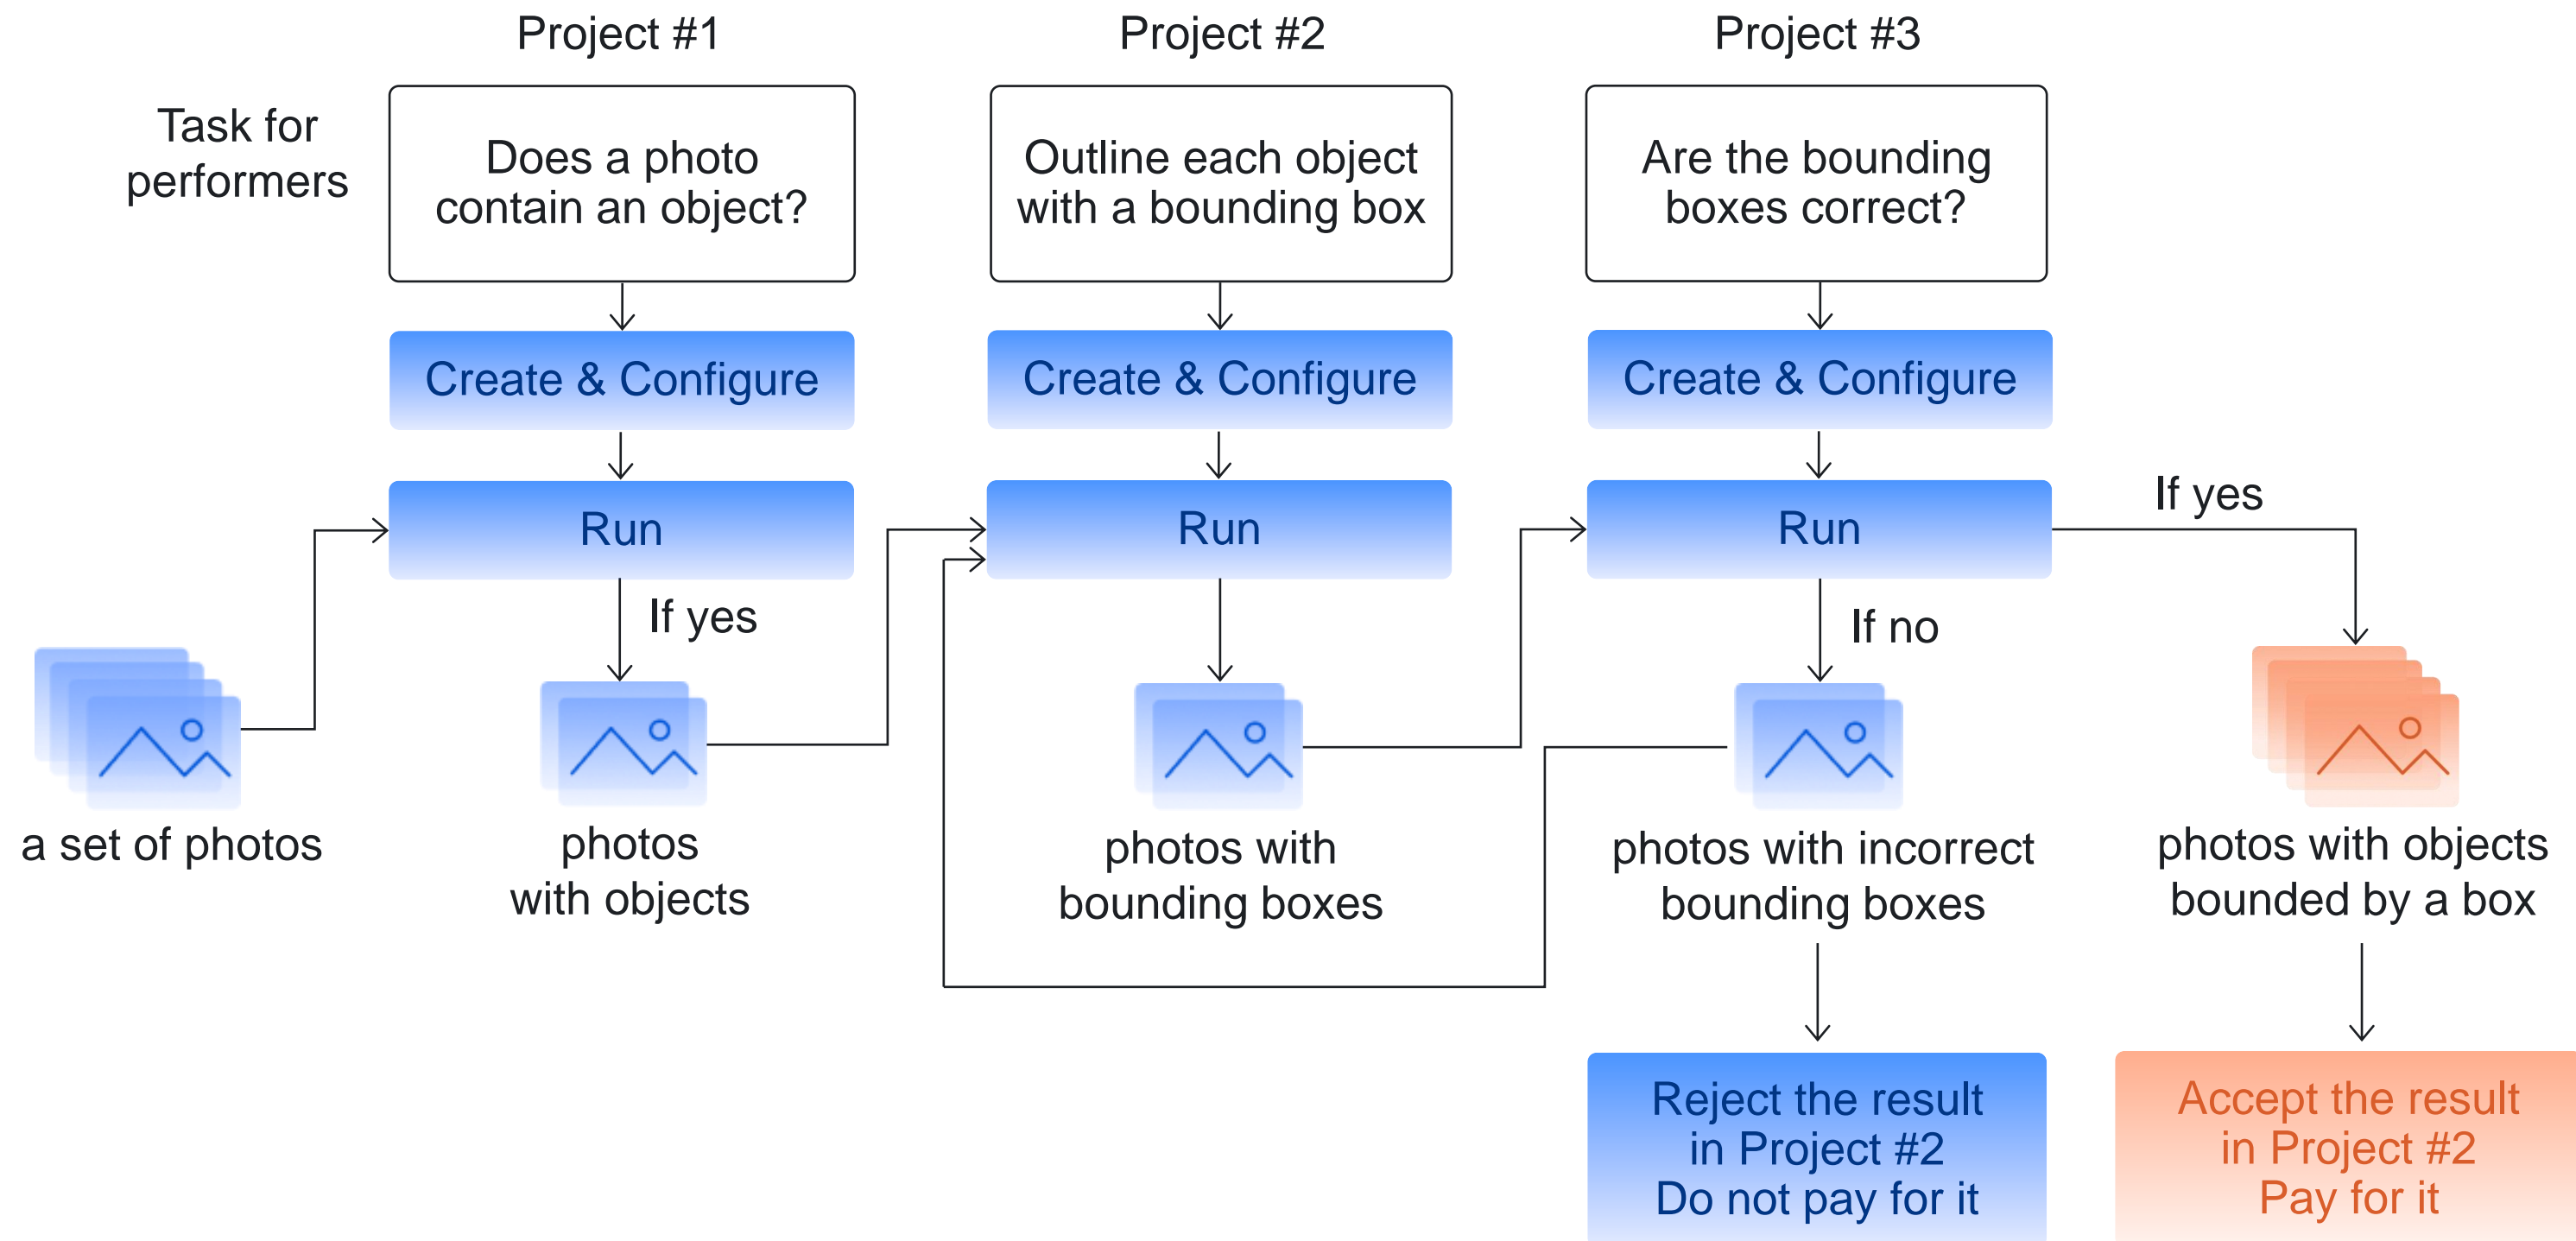 Project #1
Project #2
Project #3
Task for
performers
Does a photo
contain an object?
Outline each object
with a bounding box
Are the bounding
boxes correct?
Create & Configure
Create & Configure
Create & Configure
Run
Run
Run
If yes
If yes
If no
a set of photos
photos
with objects
photos with
bounding boxes
photos with incorrect
bounding boxes
photos with objects
bounded by a box
Reject the result
in Project #2
Do not pay for it
Accept the result
in Project #2
Pay for it